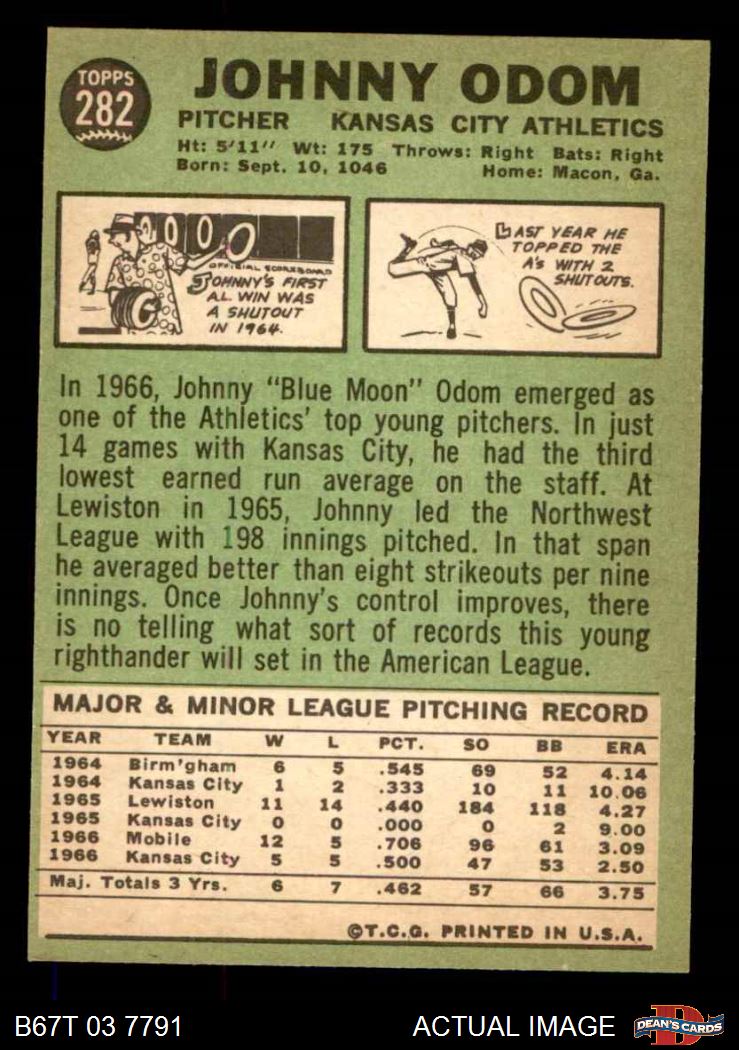 TOPPS
282
JOHNNY ODOM
PITCHER KANSAS CITY ATHLETICS
Ht: 5'11" Wt: 175 Throws: Right Bats: Right
Born: Sept. 10, 1046 Home: Macon, Ga.
0 0 0 0
OFFICIAL SCOREBOARD
JOHNNY'S FIRST
A.L. WIN WAS
A SHUTOUT
IN 1964.
LAST YEAR HE
TOPPED THE
A'S WITH 2
SHUTOUTS.
In 1966, Johnny "Blue Moon" Odom emerged as
one of the Athletics' top young pitchers. In just
14 games with Kansas City, he had the third
lowest earned run average on the staff. At
Lewiston in 1965, Johnny led the Northwest
League with 198 innings pitched. In that span
he averaged better than eight strikeouts per nine
innings. Once Johnny's control improves, there
is no telling what sort of records this young
righthander will set in the American League.
MAJOR & MINOR LEAGUE PITCHING RECORD
YEAR TEAM W L PCT. SO BB ERA
1964 Birm'gham 6 5 .545 69 52 4.14
1964 Kansas City 1 2 .333 10 11 10.06
1965 Lewiston 11 14 .440 184 118 4.27
1965 Kansas City 0 0 .000 0 2 9.00
1966 Mobile 12 5 .706 96 61 3.09
1966 Kansas City 5 5 .500 47 53 2.50
Maj. Totals 3 Yrs. 6 7 .462 57 66 3.75
©T.C.G. PRINTED IN U.S.A.
B67T 03 7791 ACTUAL IMAGE
D
DEAN'S CARDS